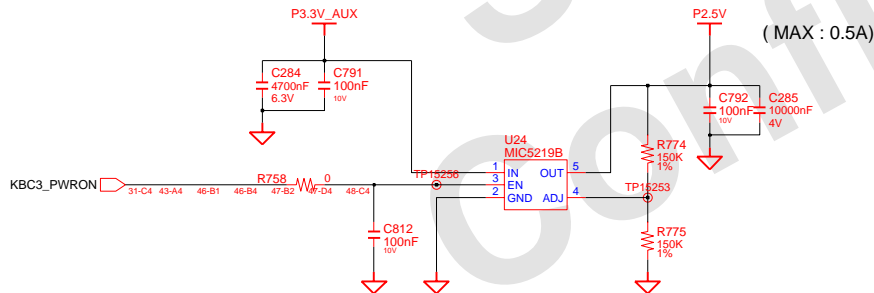 P3.3V_AUX
P2.5V
( MAX : 0.5A)
C284
4700nF
6.3V
C791
100nF
10V
C792
100nF
10V
C285
10000nF
4V
U24
MIC5219B
R774
150K
1%
KBC3_PWRON
31-C4 43-A4 46-B1 46-B4 47-B2 47-D4 48-C4
R758 0
TP15256
1 IN OUT 5
3 EN
2 GND ADJ 4
TP15253
C812
100nF
10V
R775
150K
1%
Confi